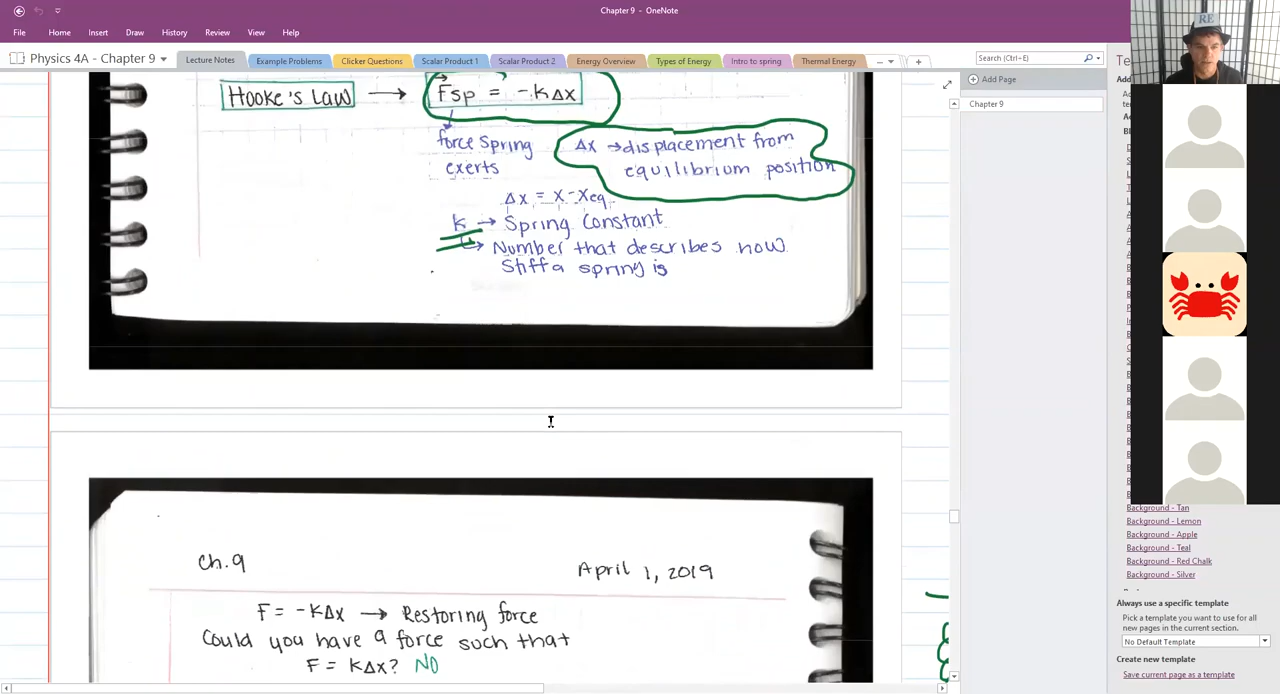 Chapter 9 - OneNote
File Home Insert Draw History Review View Help
Physics 4A - Chapter 9
Lecture Notes Example Problems Clicker Questions Scalar Product 1 Scalar Product 2 Energy Overview Types of Energy Intro to spring Thermal Energy
Search (Ctrl+E)
Add Page
Chapter 9
RE
Hooke's Law → Fsp = -kΔx
force spring
exerts
Δx → displacement from
equilibrium position
Δx = x - xeq
k → Spring Constant
↳ Number that describes how
Stiff a spring is
Ch.9
April 1, 2019
F = -kΔx → Restoring force
Could you have a force such that
F = kΔx? NO
Background - Tan
Background - Lemon
Background - Apple
Background - Teal
Background - Red Chalk
Background - Silver
Always use a specific template
Pick a template you want to use for all
new pages in the current section.
No Default Template
Create new template
Save current page as a template